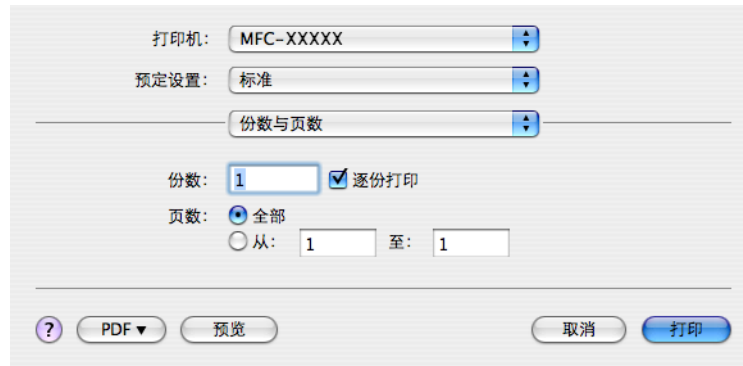 打印机： MFC-XXXXX
预定设置： 标准
份数与页数
份数： 1 逐份打印
页数： 全部
从： 1 至： 1
? PDF▼ 预览 取消 打印